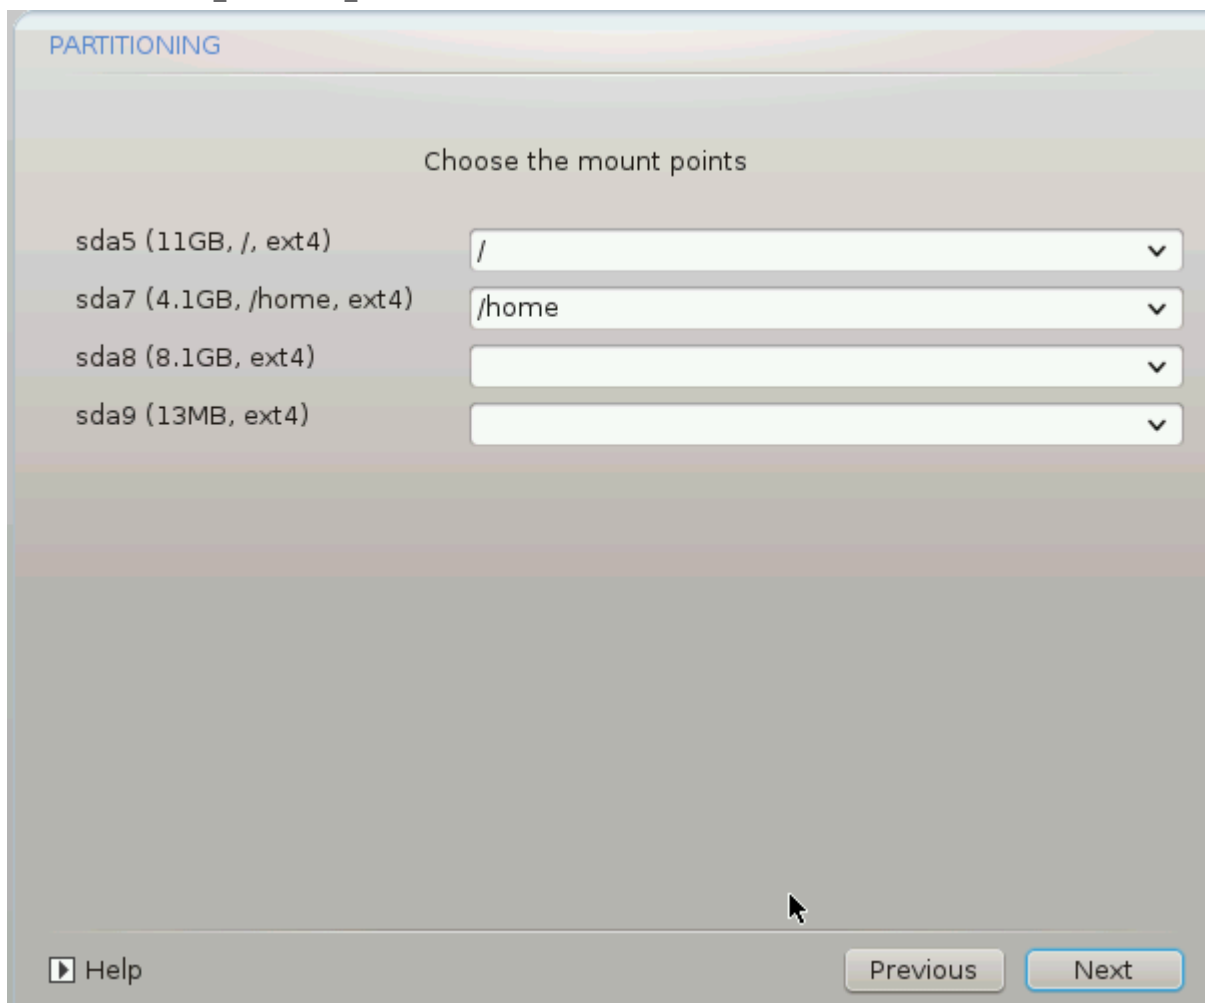 PARTITIONING
Choose the mount points
sda5 (11GB, /, ext4) /
sda7 (4.1GB, /home, ext4) /home
sda8 (8.1GB, ext4)
sda9 (13MB, ext4)
Help Previous Next